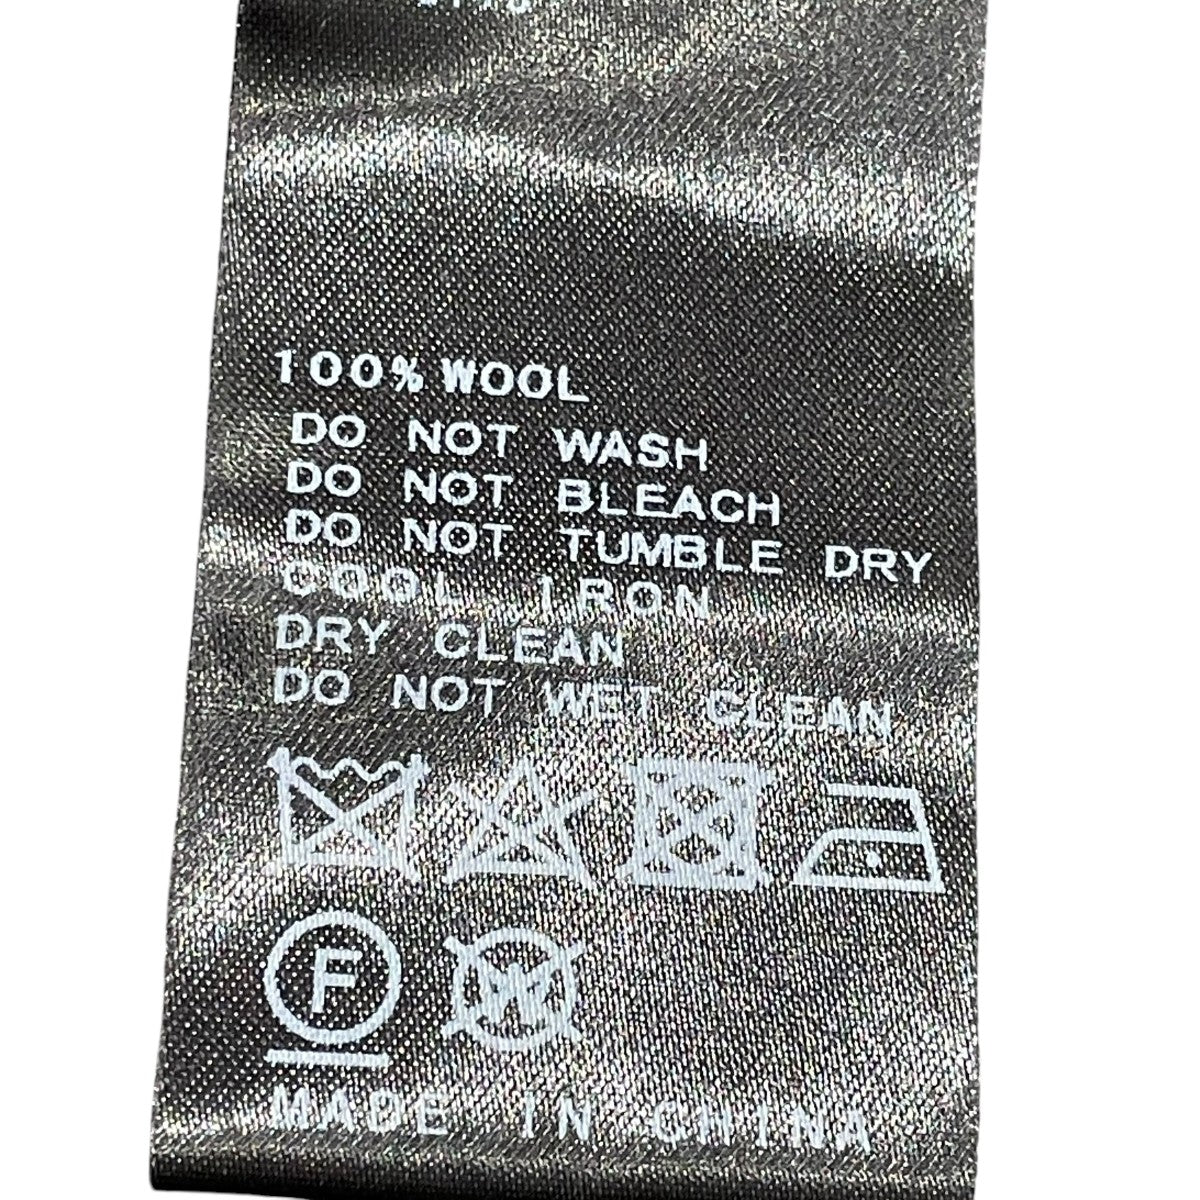 100% WOOL
DO NOT WASH
DO NOT BLEACH
DO NOT TUMBLE DRY
COOL IRON
DRY CLEAN
DO NOT WET CLEAN
F W
MADE IN CHINA